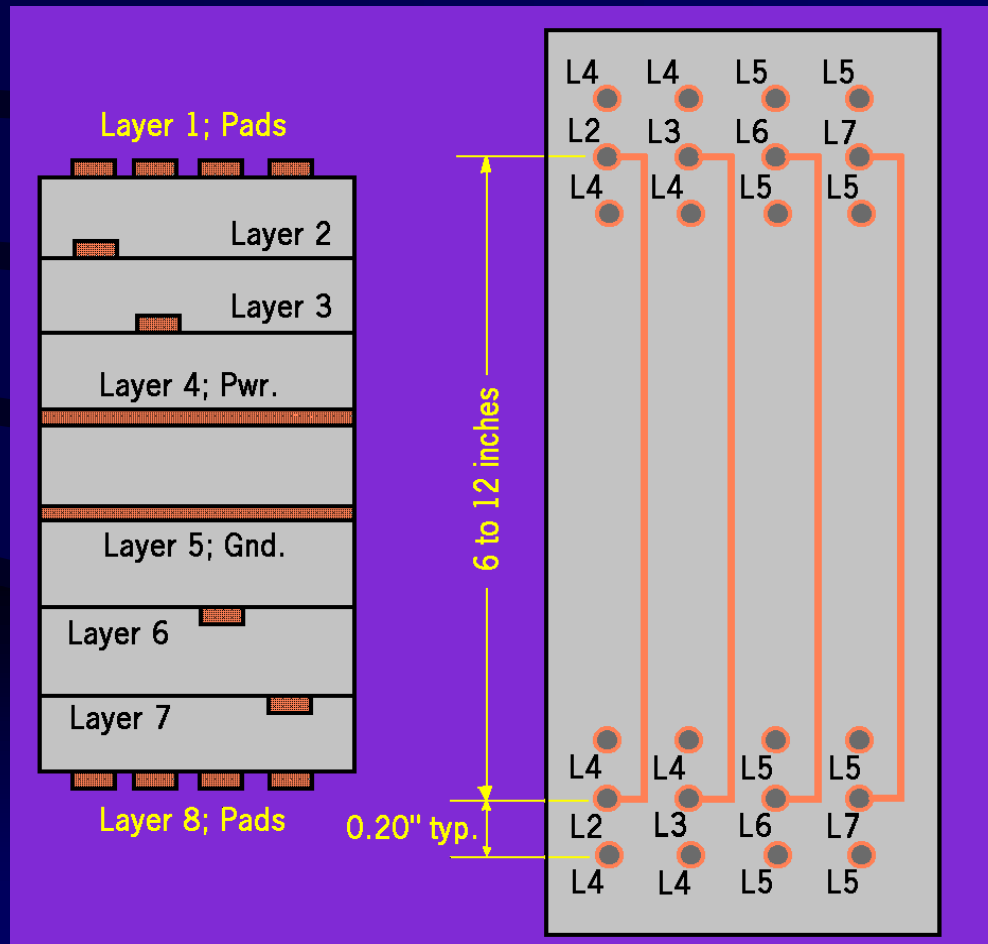 Layer 1; Pads
Layer 2
Layer 3
Layer 4; Pwr.
Layer 5; Gnd.
Layer 6
Layer 7
Layer 8; Pads
6 to 12 inches
0.20" typ.
L4 L4 L5 L5
L2 L3 L6 L7
L4 L4 L5 L5
L4 L4 L5 L5
L2 L3 L6 L7
L4 L4 L5 L5